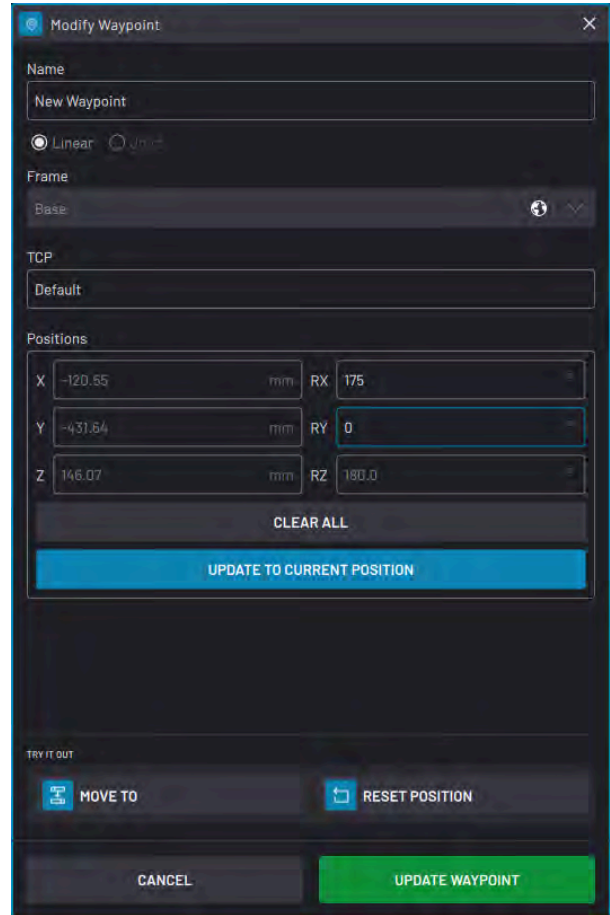 Modify Waypoint
Name
New Waypoint
Linear Joint
Frame
Base
TCP
Default
Positions
X -120.55 mm RX 175 °
Y -431.64 mm RY 0 °
Z 146.07 mm RZ 180.0 °
CLEAR ALL
UPDATE TO CURRENT POSITION
TRY IT OUT
MOVE TO RESET POSITION
CANCEL UPDATE WAYPOINT